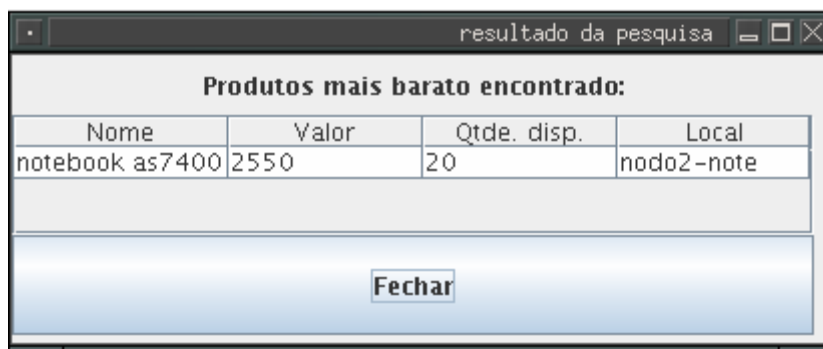 resultado da pesquisa
Produtos mais barato encontrado:
Nome Valor Qtde. disp. Local
notebook as7400 2550 20 nodo2-note
Fechar